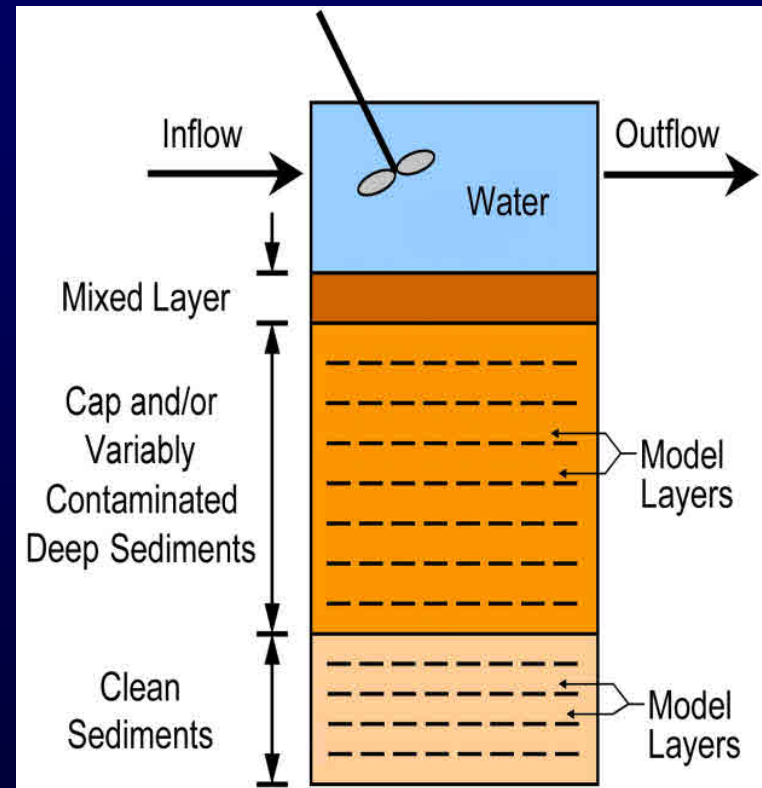 Inflow
Outflow
Water
Mixed Layer
Cap and/or
Variably
Contaminated
Deep Sediments
Model
Layers
Clean
Sediments
Model
Layers